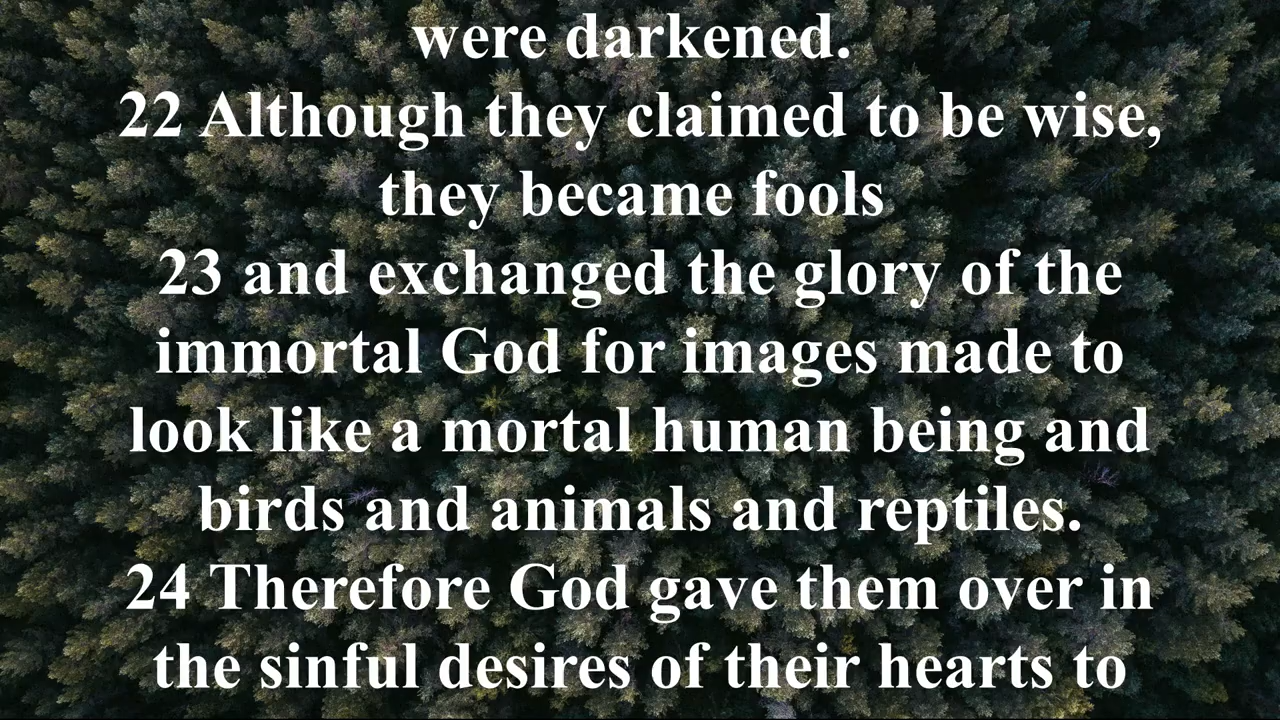 were darkened.
22 Although they claimed to be wise,
they became fools
23 and exchanged the glory of the
immortal God for images made to
look like a mortal human being and
birds and animals and reptiles.
24 Therefore God gave them over in
the sinful desires of their hearts to